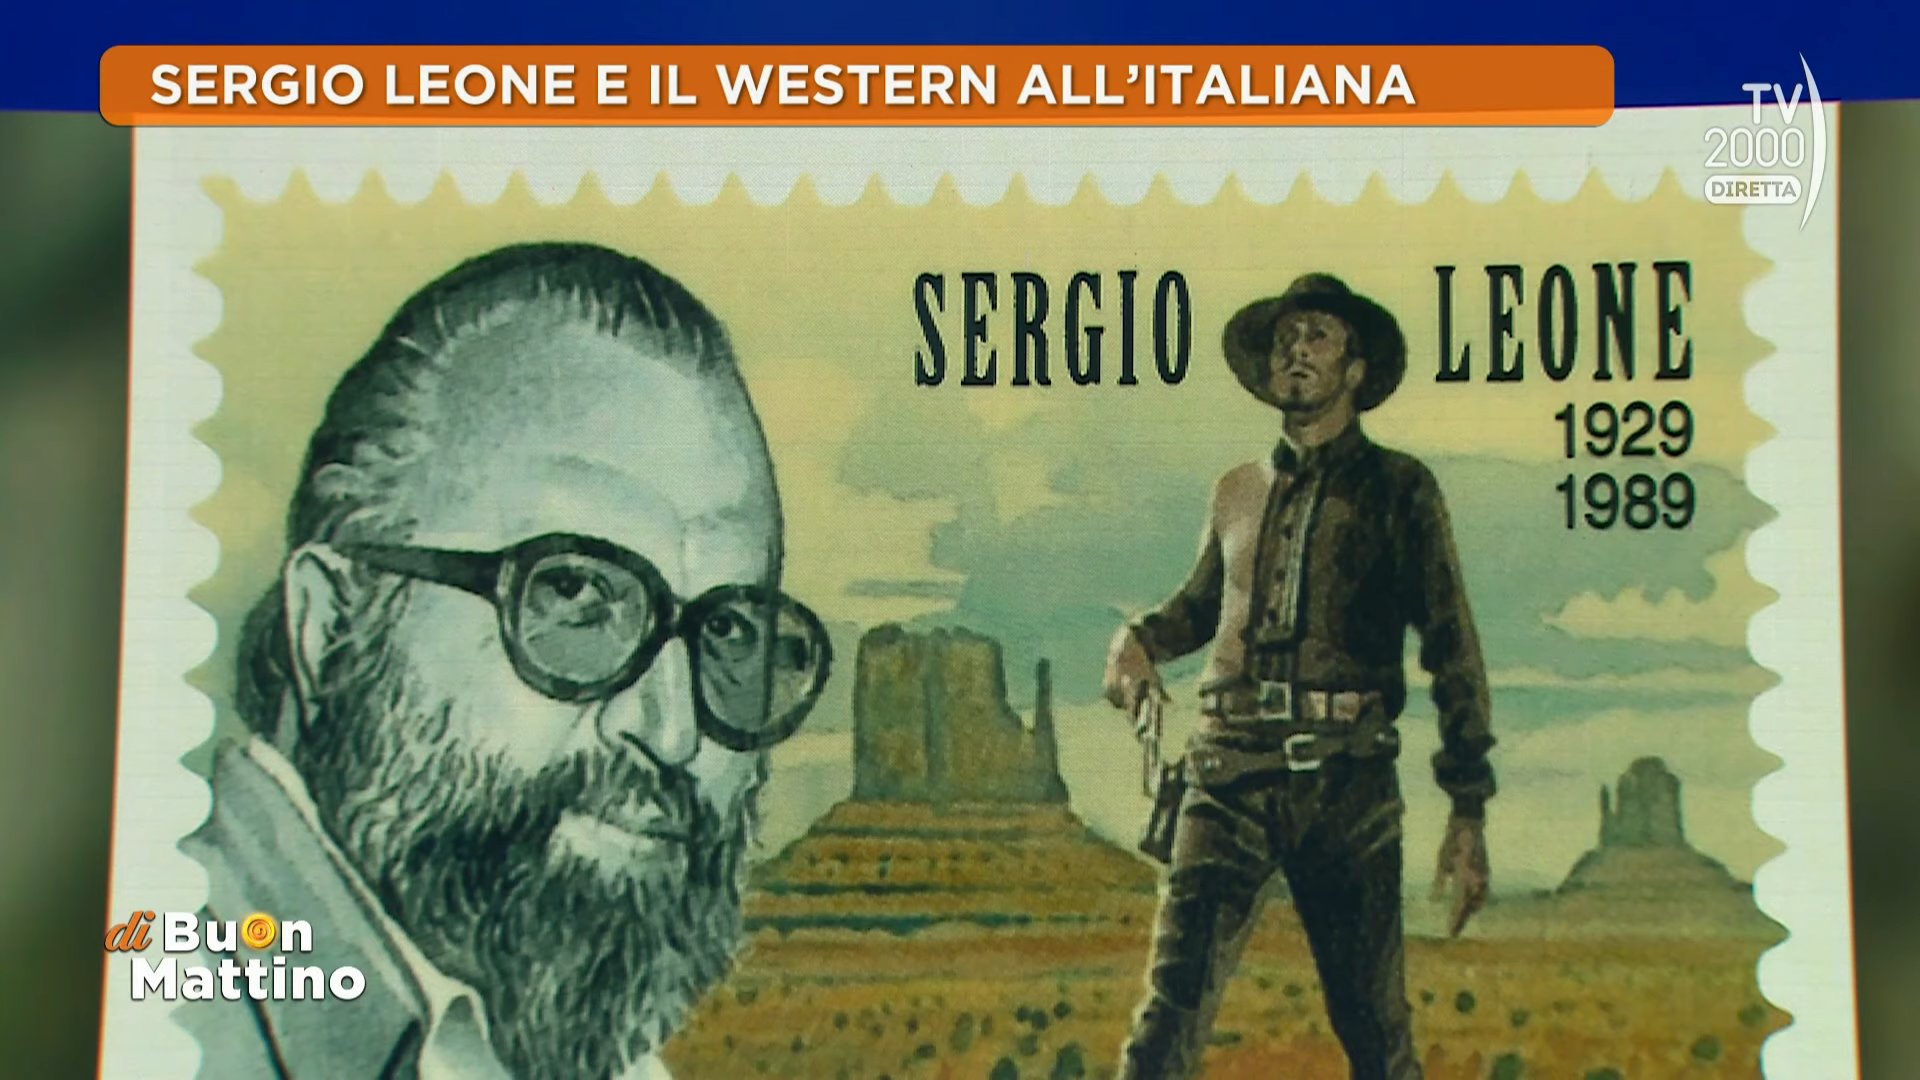 SERGIO LEONE E IL WESTERN ALL'ITALIANA
TV
2000
DIRETTA
SERGIO LEONE
1929
1989
di Buon
Mattino